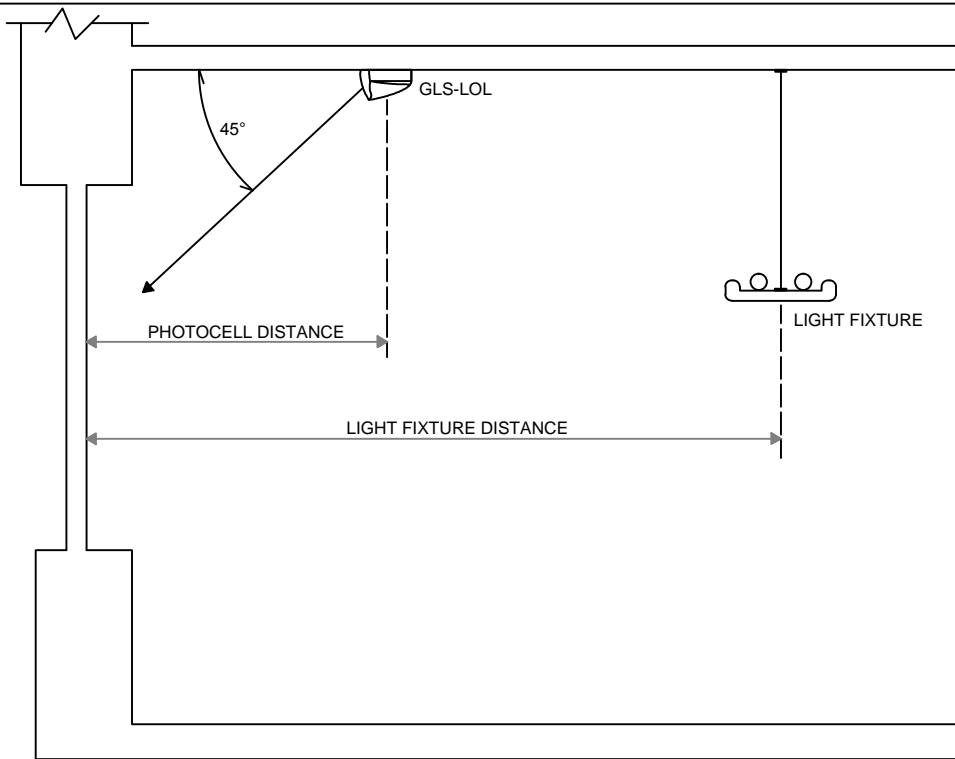 GLS-LOL
45°
LIGHT FIXTURE
PHOTOCELL DISTANCE
LIGHT FIXTURE DISTANCE